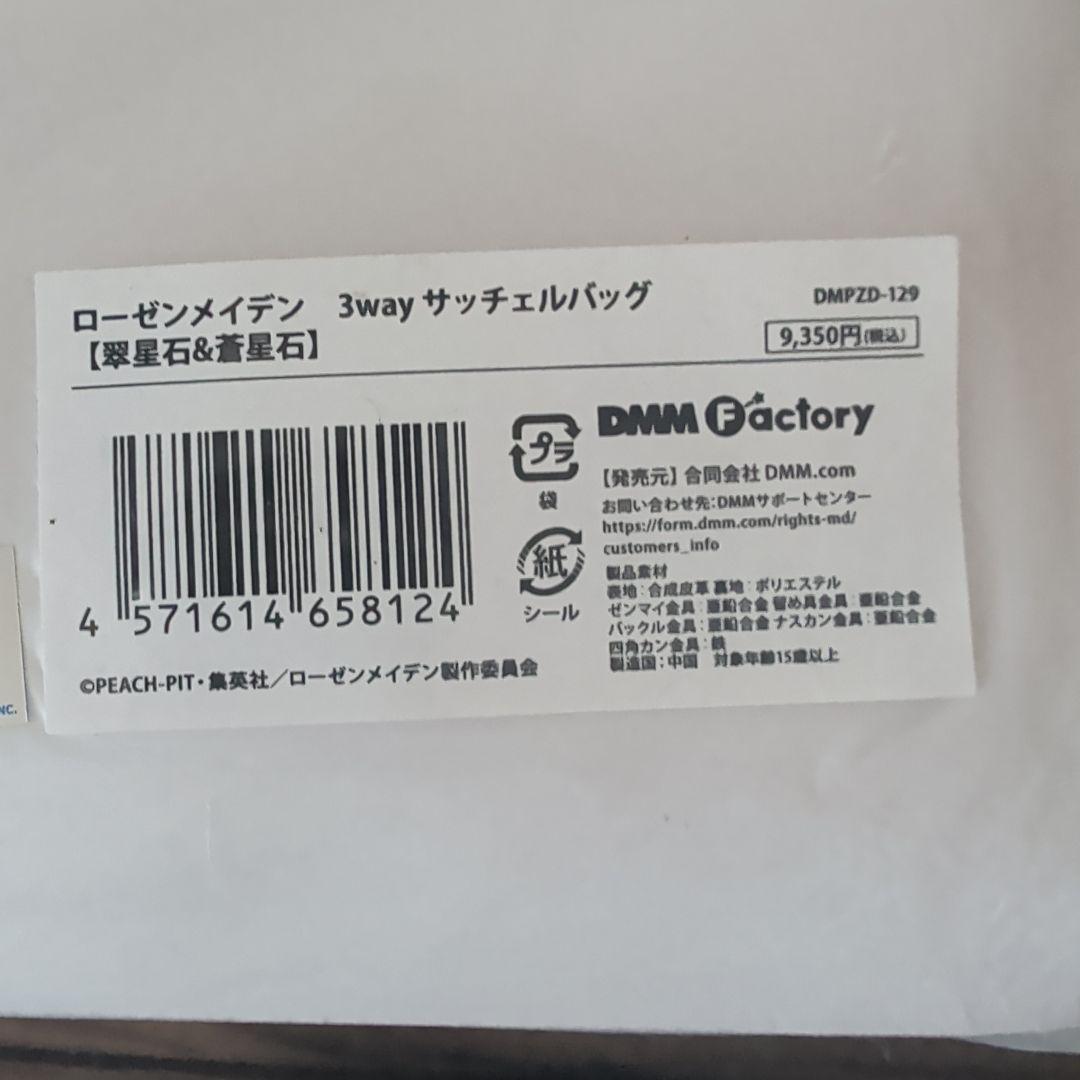 ローゼンメイデン 3way サッチェルバッグ
【翠星石&蒼星石】
DMPZD-129
9,350円(税込)
4 571614 658124
プラ
袋
紙
シール
DMM Factory
【発売元】合同会社 DMM.com
お問い合わせ先:DMMサポートセンター
https://form.dmm.com/rights-md/
customers_info
製品素材
表地:合成皮革 裏地:ポリエステル
ゼンマイ金具:亜鉛合金 留め具金具:亜鉛合金
バックル金具:亜鉛合金 ナスカン金具:亜鉛合金
四角カン金具:鉄
製造国:中国 対象年齢15歳以上
©PEACH-PIT・集英社/ローゼンメイデン製作委員会
NC.